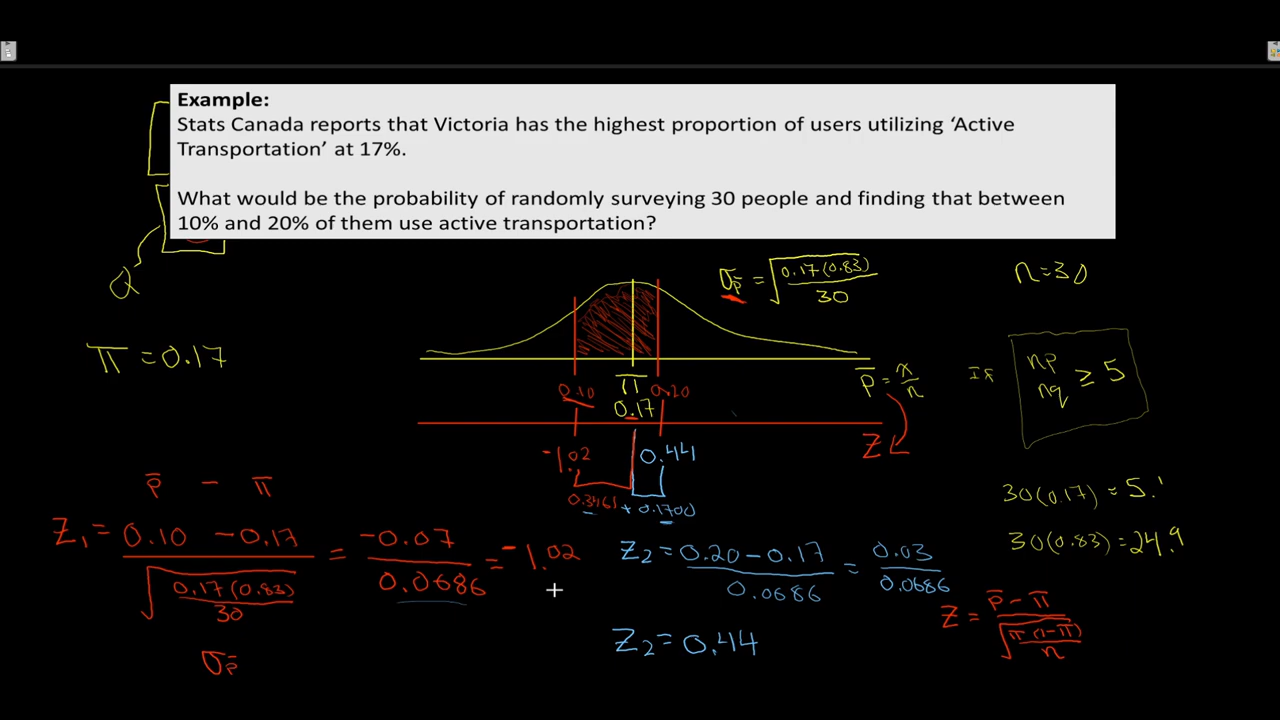 Example:
Stats Canada reports that Victoria has the highest proportion of users utilizing ‘Active
Transportation’ at 17%.
What would be the probability of randomly surveying 30 people and finding that between
10% and 20% of them use active transportation?
Q
π = 0.17
σp̄ = √(0.17(0.83)/30)
n=30
IF np nq ≥ 5
p̄ = x/n
π
0.10 0.17 0.20
Z
-1.02 0.44
0.3461 + 0.1700
30(0.17) = 5.1
30(0.83) = 24.9
p̄ - π
Z₁ = (0.10 - 0.17)/√(0.17(0.83)/30) = -0.07/0.0686 = -1.02
σp̄
Z₂ = (0.20 - 0.17)/0.0686 = 0.03/0.0686
Z₂ = 0.44
Z = (p̄ - π)/√(π(1-π)/n)